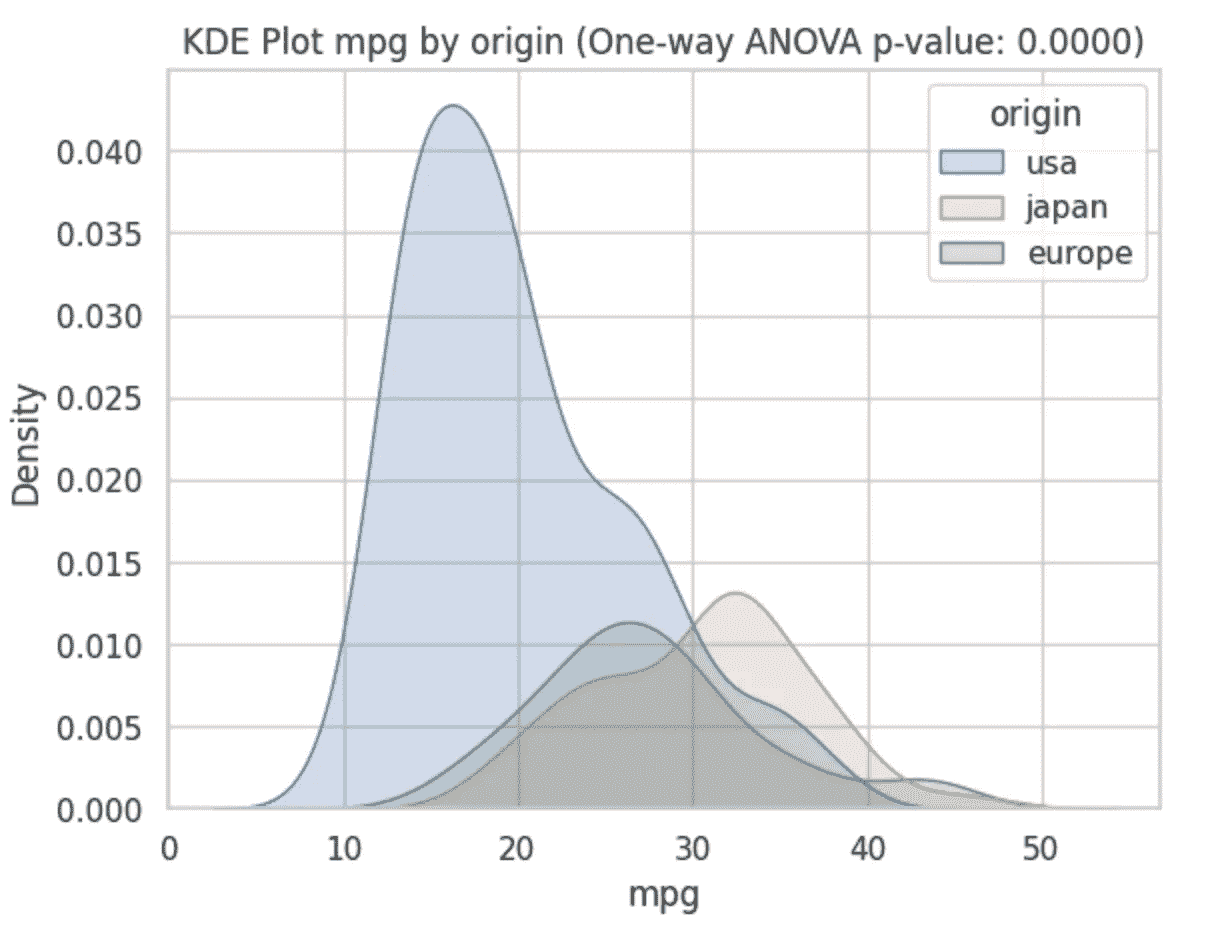 KDE Plot mpg by origin (One-way ANOVA p-value: 0.0000)
origin
usa
japan
europe
Density
0.040
0.035
0.030
0.025
0.020
0.015
0.010
0.005
0.000
0 10 20 30 40 50
mpg